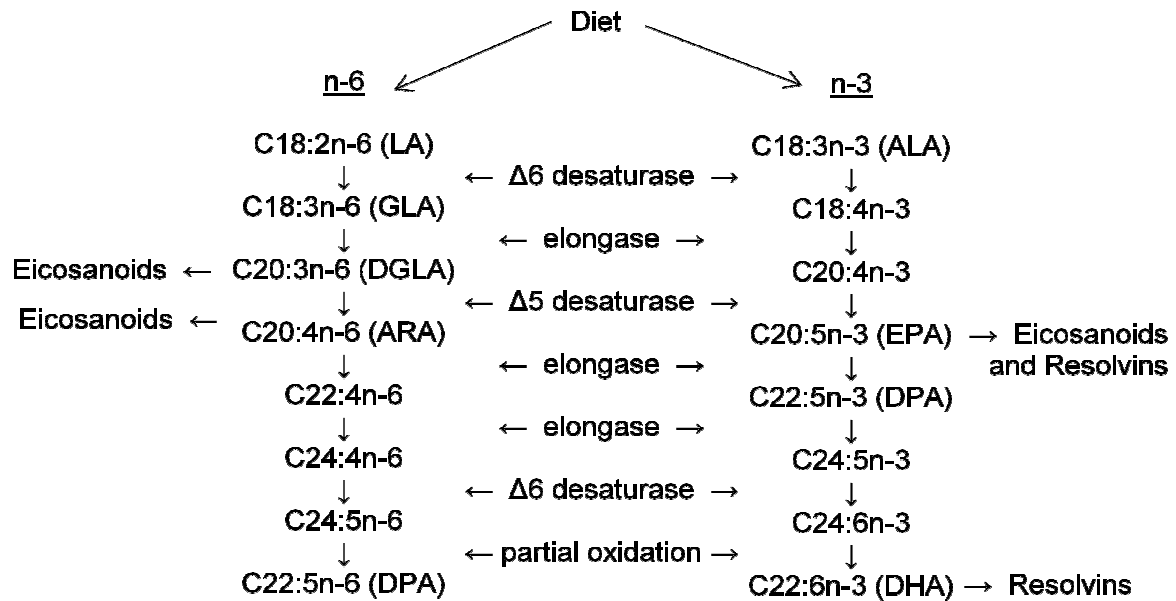 Diet
n-6 n-3
C18:2n-6 (LA) C18:3n-3 (ALA)
↓ ← Δ6 desaturase → ↓
C18:3n-6 (GLA) C18:4n-3
↓ ← elongase → ↓
Eicosanoids ← C20:3n-6 (DGLA) C20:4n-3
↓ ← Δ5 desaturase → ↓
Eicosanoids ← C20:4n-6 (ARA) C20:5n-3 (EPA) → Eicosanoids
and Resolvins
↓ ← elongase → ↓
C22:4n-6 C22:5n-3 (DPA)
↓ ← elongase → ↓
C24:4n-6 C24:5n-3
↓ ← Δ6 desaturase → ↓
C24:5n-6 C24:6n-3
↓ ← partial oxidation → ↓
C22:5n-6 (DPA) C22:6n-3 (DHA) → Resolvins